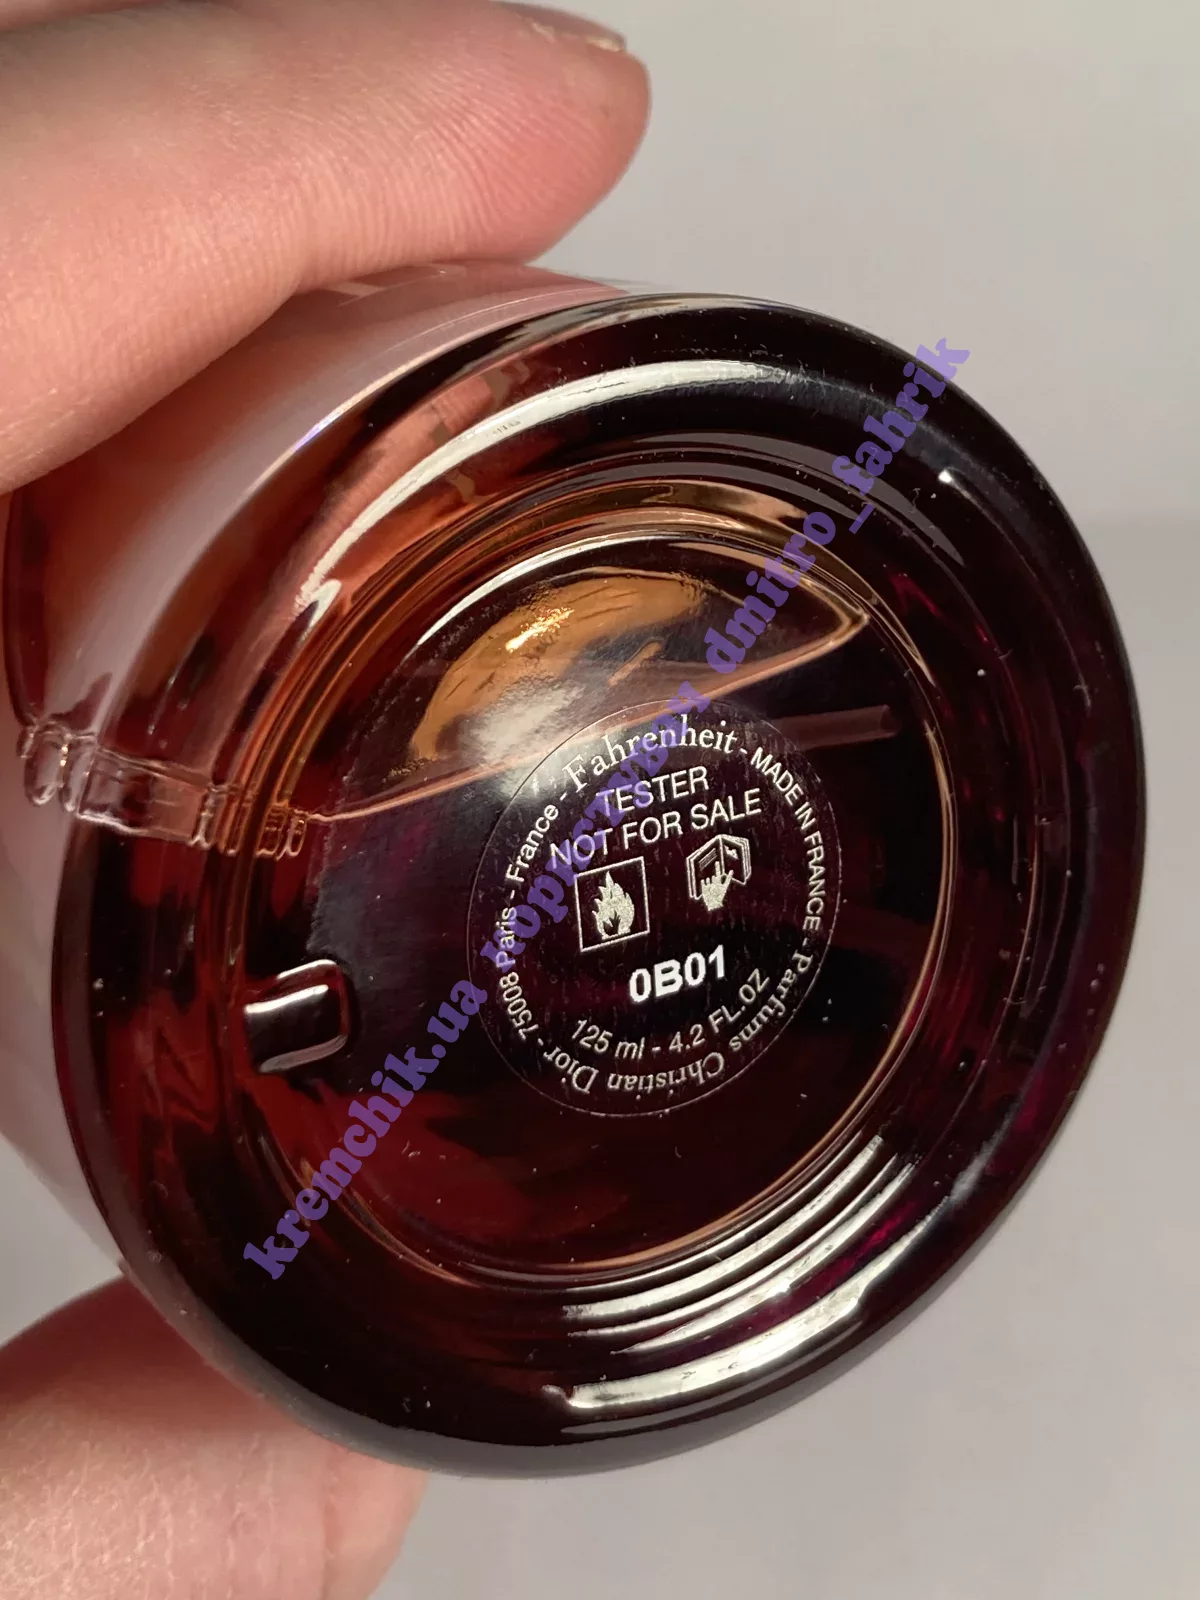 Fahrenheit - MADE IN FRANCE - Parfums Christian Dior - 75008 Paris - France -
TESTER
NOT FOR SALE
0B01
125 ml - 4.2 FL.OZ
kremchik.ua
dmitro_fahrik